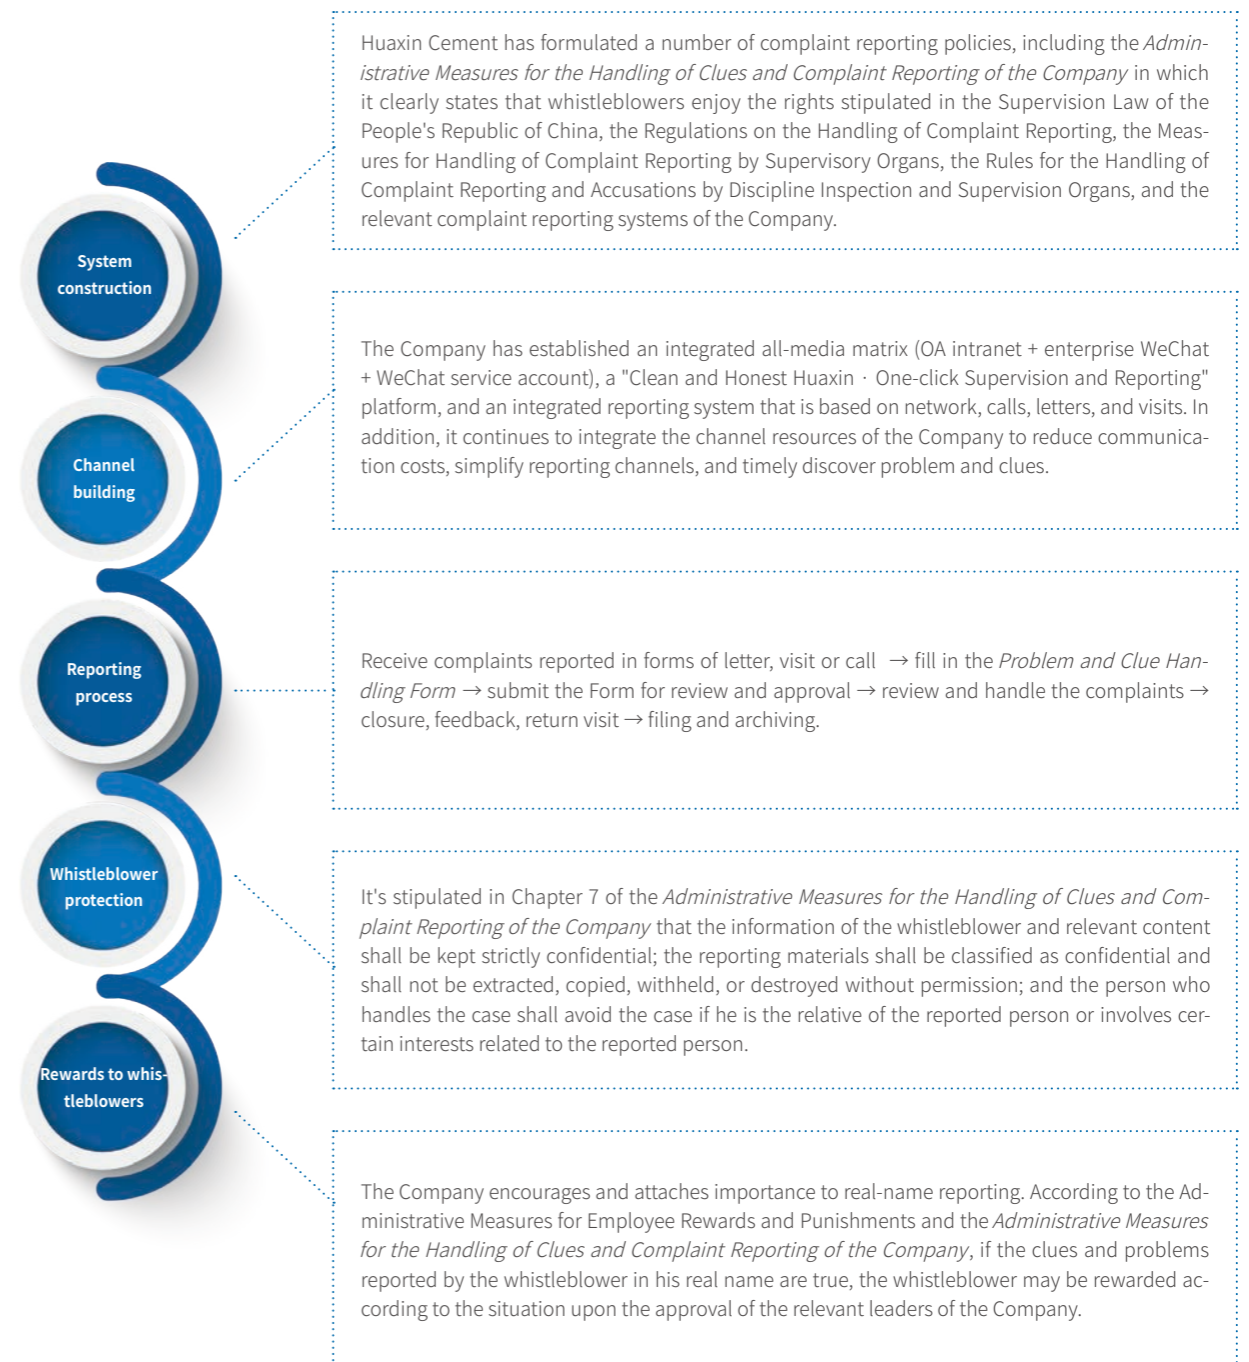 Huaxin Cement has formulated a number of complaint reporting policies, including the Admin-
istrative Measures for the Handling of Clues and Complaint Reporting of the Company in which
it clearly states that whistleblowers enjoy the rights stipulated in the Supervision Law of the
People's Republic of China, the Regulations on the Handling of Complaint Reporting, the Meas-
ures for Handling of Complaint Reporting by Supervisory Organs, the Rules for the Handling of
Complaint Reporting and Accusations by Discipline Inspection and Supervision Organs, and the
relevant complaint reporting systems of the Company.
System
construction
The Company has established an integrated all-media matrix (OA intranet + enterprise WeChat
+ WeChat service account), a "Clean and Honest Huaxin · One-click Supervision and Reporting"
platform, and an integrated reporting system that is based on network, calls, letters, and visits. In
addition, it continues to integrate the channel resources of the Company to reduce communica-
tion costs, simplify reporting channels, and timely discover problem and clues.
Channel
building
Receive complaints reported in forms of letter, visit or call → fill in the Problem and Clue Han-
dling Form → submit the Form for review and approval → review and handle the complaints →
closure, feedback, return visit → filing and archiving.
Reporting
process
It's stipulated in Chapter 7 of the Administrative Measures for the Handling of Clues and Com-
plaint Reporting of the Company that the information of the whistleblower and relevant content
shall be kept strictly confidential; the reporting materials shall be classified as confidential and
shall not be extracted, copied, withheld, or destroyed without permission; and the person who
handles the case shall avoid the case if he is the relative of the reported person or involves cer-
tain interests related to the reported person.
Whistleblower
protection
The Company encourages and attaches importance to real-name reporting. According to the Ad-
ministrative Measures for Employee Rewards and Punishments and the Administrative Measures
for the Handling of Clues and Complaint Reporting of the Company, if the clues and problems
reported by the whistleblower in his real name are true, the whistleblower may be rewarded ac-
cording to the situation upon the approval of the relevant leaders of the Company.
Rewards to whis-
tleblowers